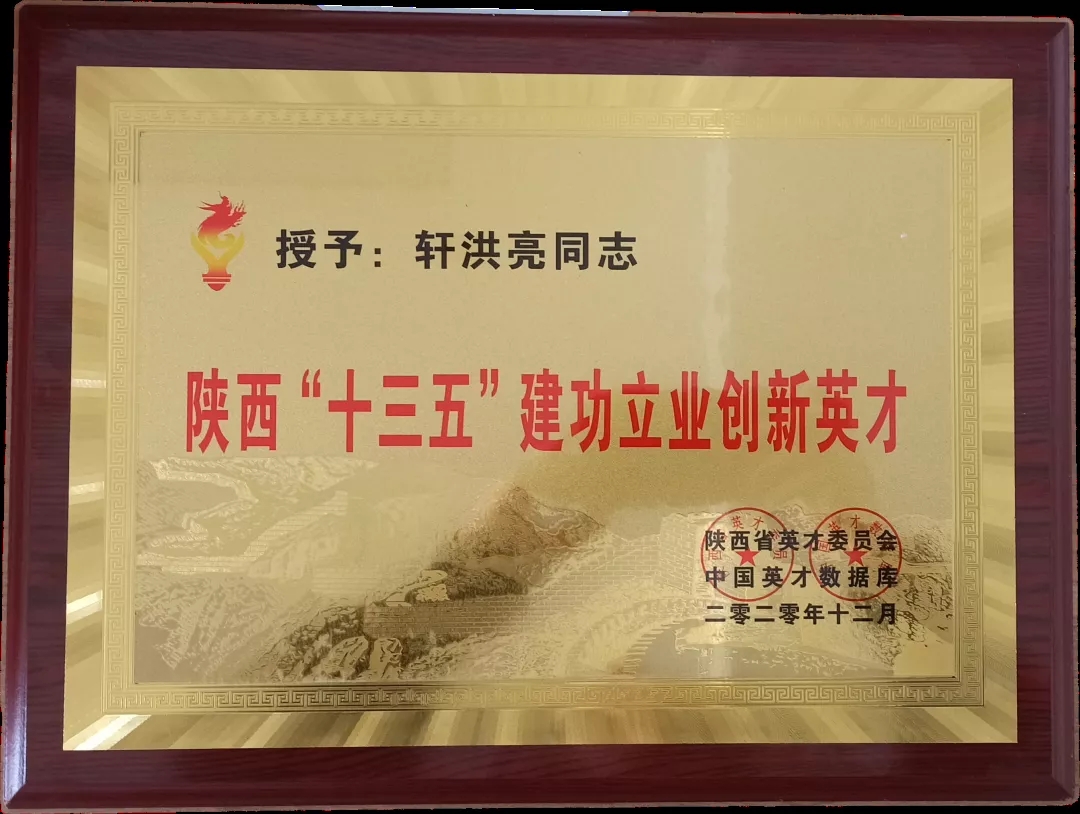 授予：轩洪亮同志
陕西“十三五”建功立业创新英才
陕西省英才委员会
中国英才数据库
二零二零年十二月